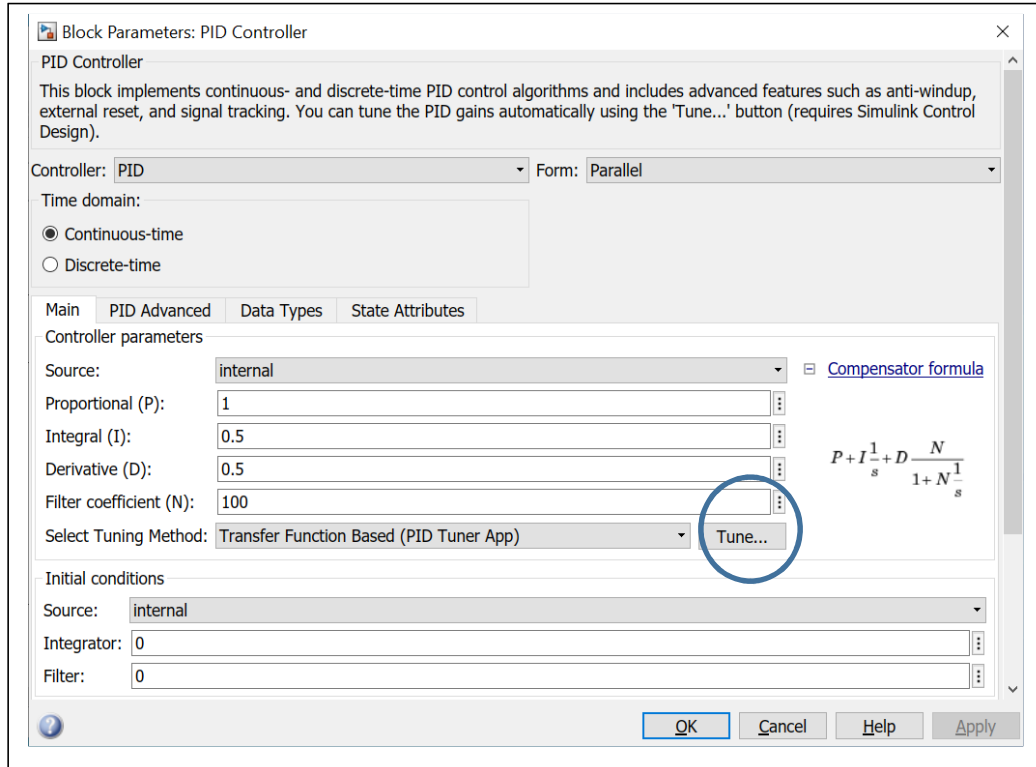 Block Parameters: PID Controller
PID Controller
This block implements continuous- and discrete-time PID control algorithms and includes advanced features such as anti-windup,
external reset, and signal tracking. You can tune the PID gains automatically using the 'Tune...' button (requires Simulink Control
Design).
Controller: PID Form: Parallel
Time domain:
Continuous-time
Discrete-time
Main PID Advanced Data Types State Attributes
Controller parameters
Source: internal Compensator formula
Proportional (P): 1
Integral (I): 0.5
Derivative (D): 0.5
P+I 1/s + D N/(1+N 1/s)
Filter coefficient (N): 100
Select Tuning Method: Transfer Function Based (PID Tuner App) Tune...
Initial conditions
Source: internal
Integrator: 0
Filter: 0
OK Cancel Help Apply